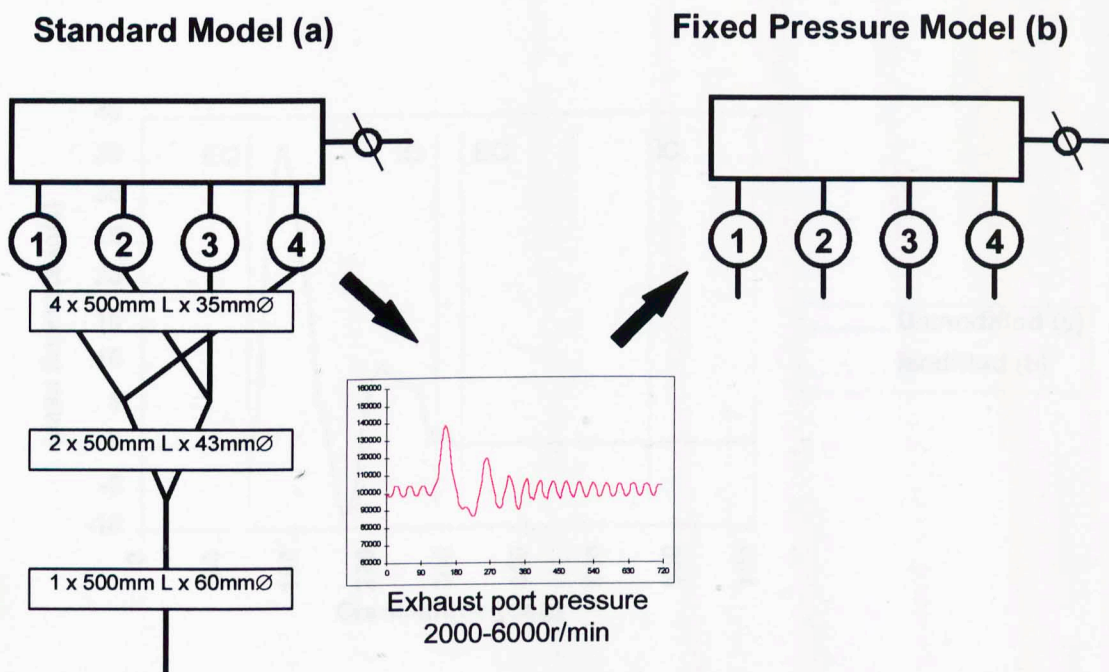 Standard Model (a)
Fixed Pressure Model (b)
1 2 3 4
4 x 500mm L x 35mmØ
2 x 500mm L x 43mmØ
1 x 500mm L x 60mmØ
160000
150000
140000
130000
120000
110000
100000
90000
80000
70000
60000
0 90 180 270 360 450 540 630 720
Exhaust port pressure
2000-6000r/min
1 2 3 4